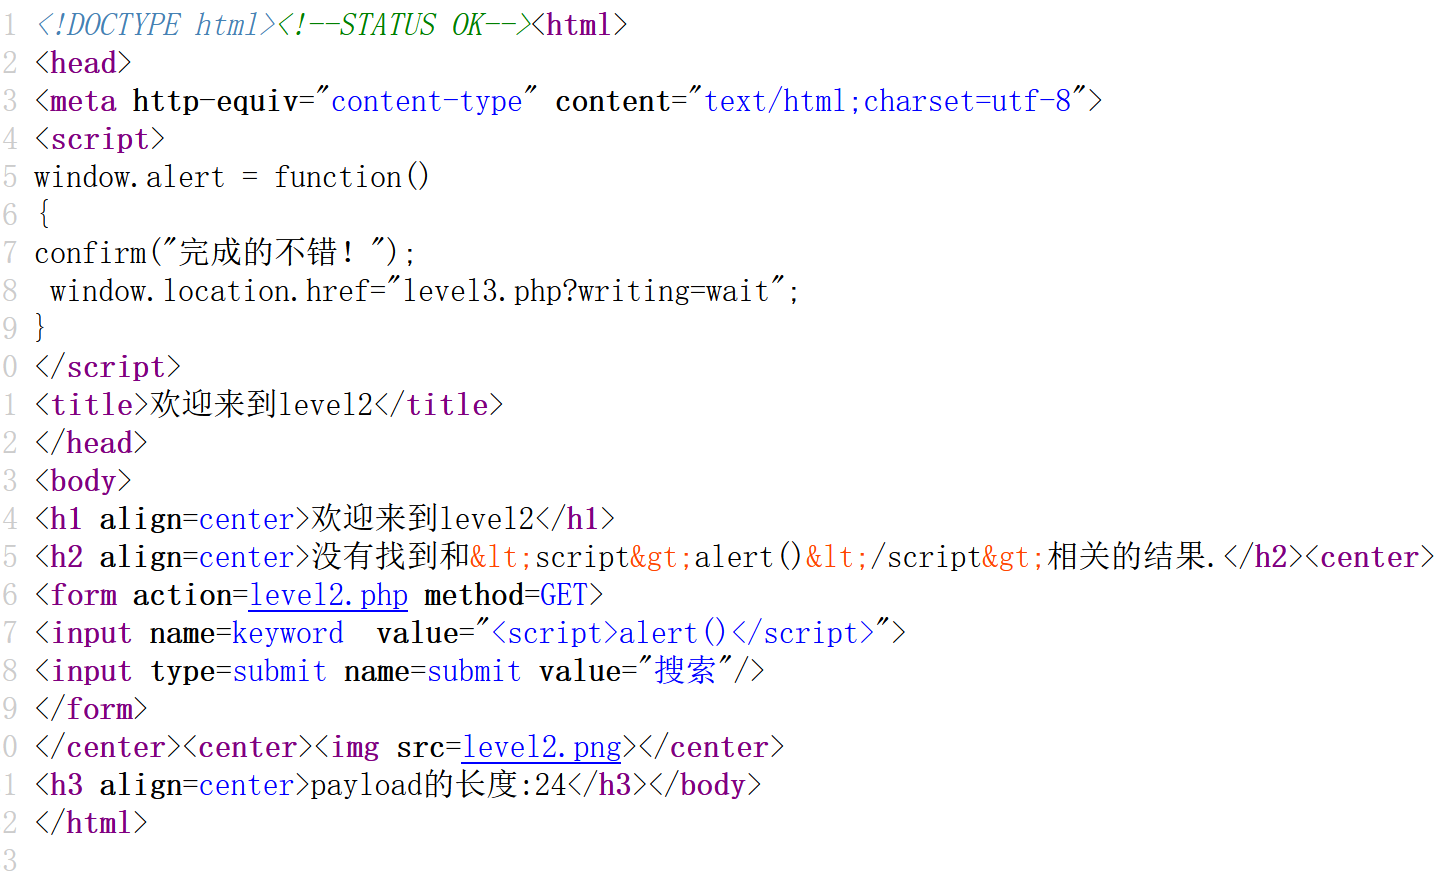 1 <!DOCTYPE html><!--STATUS OK--><html>
2 <head>
3 <meta http-equiv="content-type" content="text/html;charset=utf-8">
4 <script>
5 window.alert = function()
6 {
7 confirm("完成的不错！");
8  window.location.href="level3.php?writing=wait";
9 }
0 </script>
1 <title>欢迎来到level2</title>
2 </head>
3 <body>
4 <h1 align=center>欢迎来到level2</h1>
5 <h2 align=center>没有找到和&lt;script&gt;alert()&lt;/script&gt;相关的结果.</h2><center>
6 <form action=level2.php method=GET>
7 <input name=keyword  value="<script>alert()</script>">
8 <input type=submit name=submit value="搜索"/>
9 </form>
0 </center><center><img src=level2.png></center>
1 <h3 align=center>payload的长度:24</h3></body>
2 </html>
3